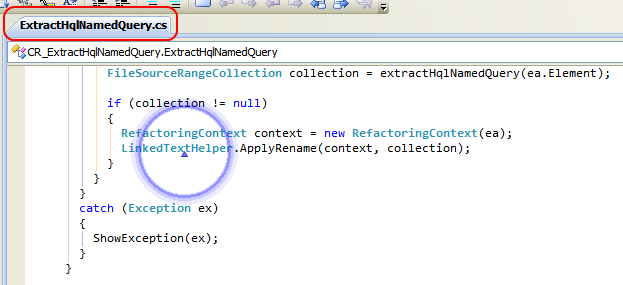 ExtractHqlNamedQuery.cs
CR_ExtractHqlNamedQuery.ExtractHqlNamedQuery
FileSourceRangeCollection collection = extractHqlNamedQuery(ea.Element);
if (collection != null)
{
RefactoringContext context = new RefactoringContext(ea);
LinkedTextHelper.ApplyRename(context, collection);
}
}
}
catch (Exception ex)
{
ShowException(ex);
}
}